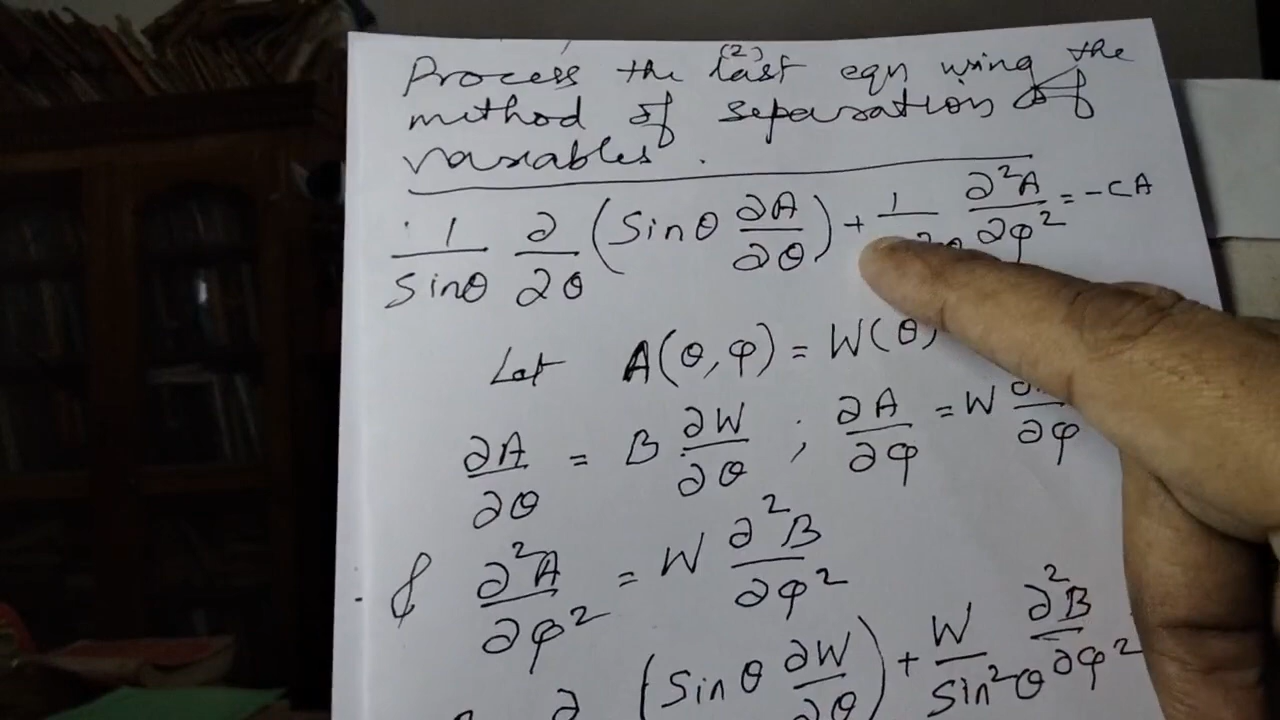 (2)
Process the last eqn using the
method of separation of
variables.
1/sinθ ∂/∂θ (Sinθ ∂A/∂θ) + 1/ ∂²A/∂φ² = -CA
Let A(θ,φ) = W(θ)
∂A/∂θ = B ∂W/∂θ ; ∂A/∂φ = W ∂/∂φ
& ∂²A/∂φ² = W ∂²B/∂φ²
∂ (Sinθ ∂W/∂θ) + W/Sin²θ ∂²B/∂φ²